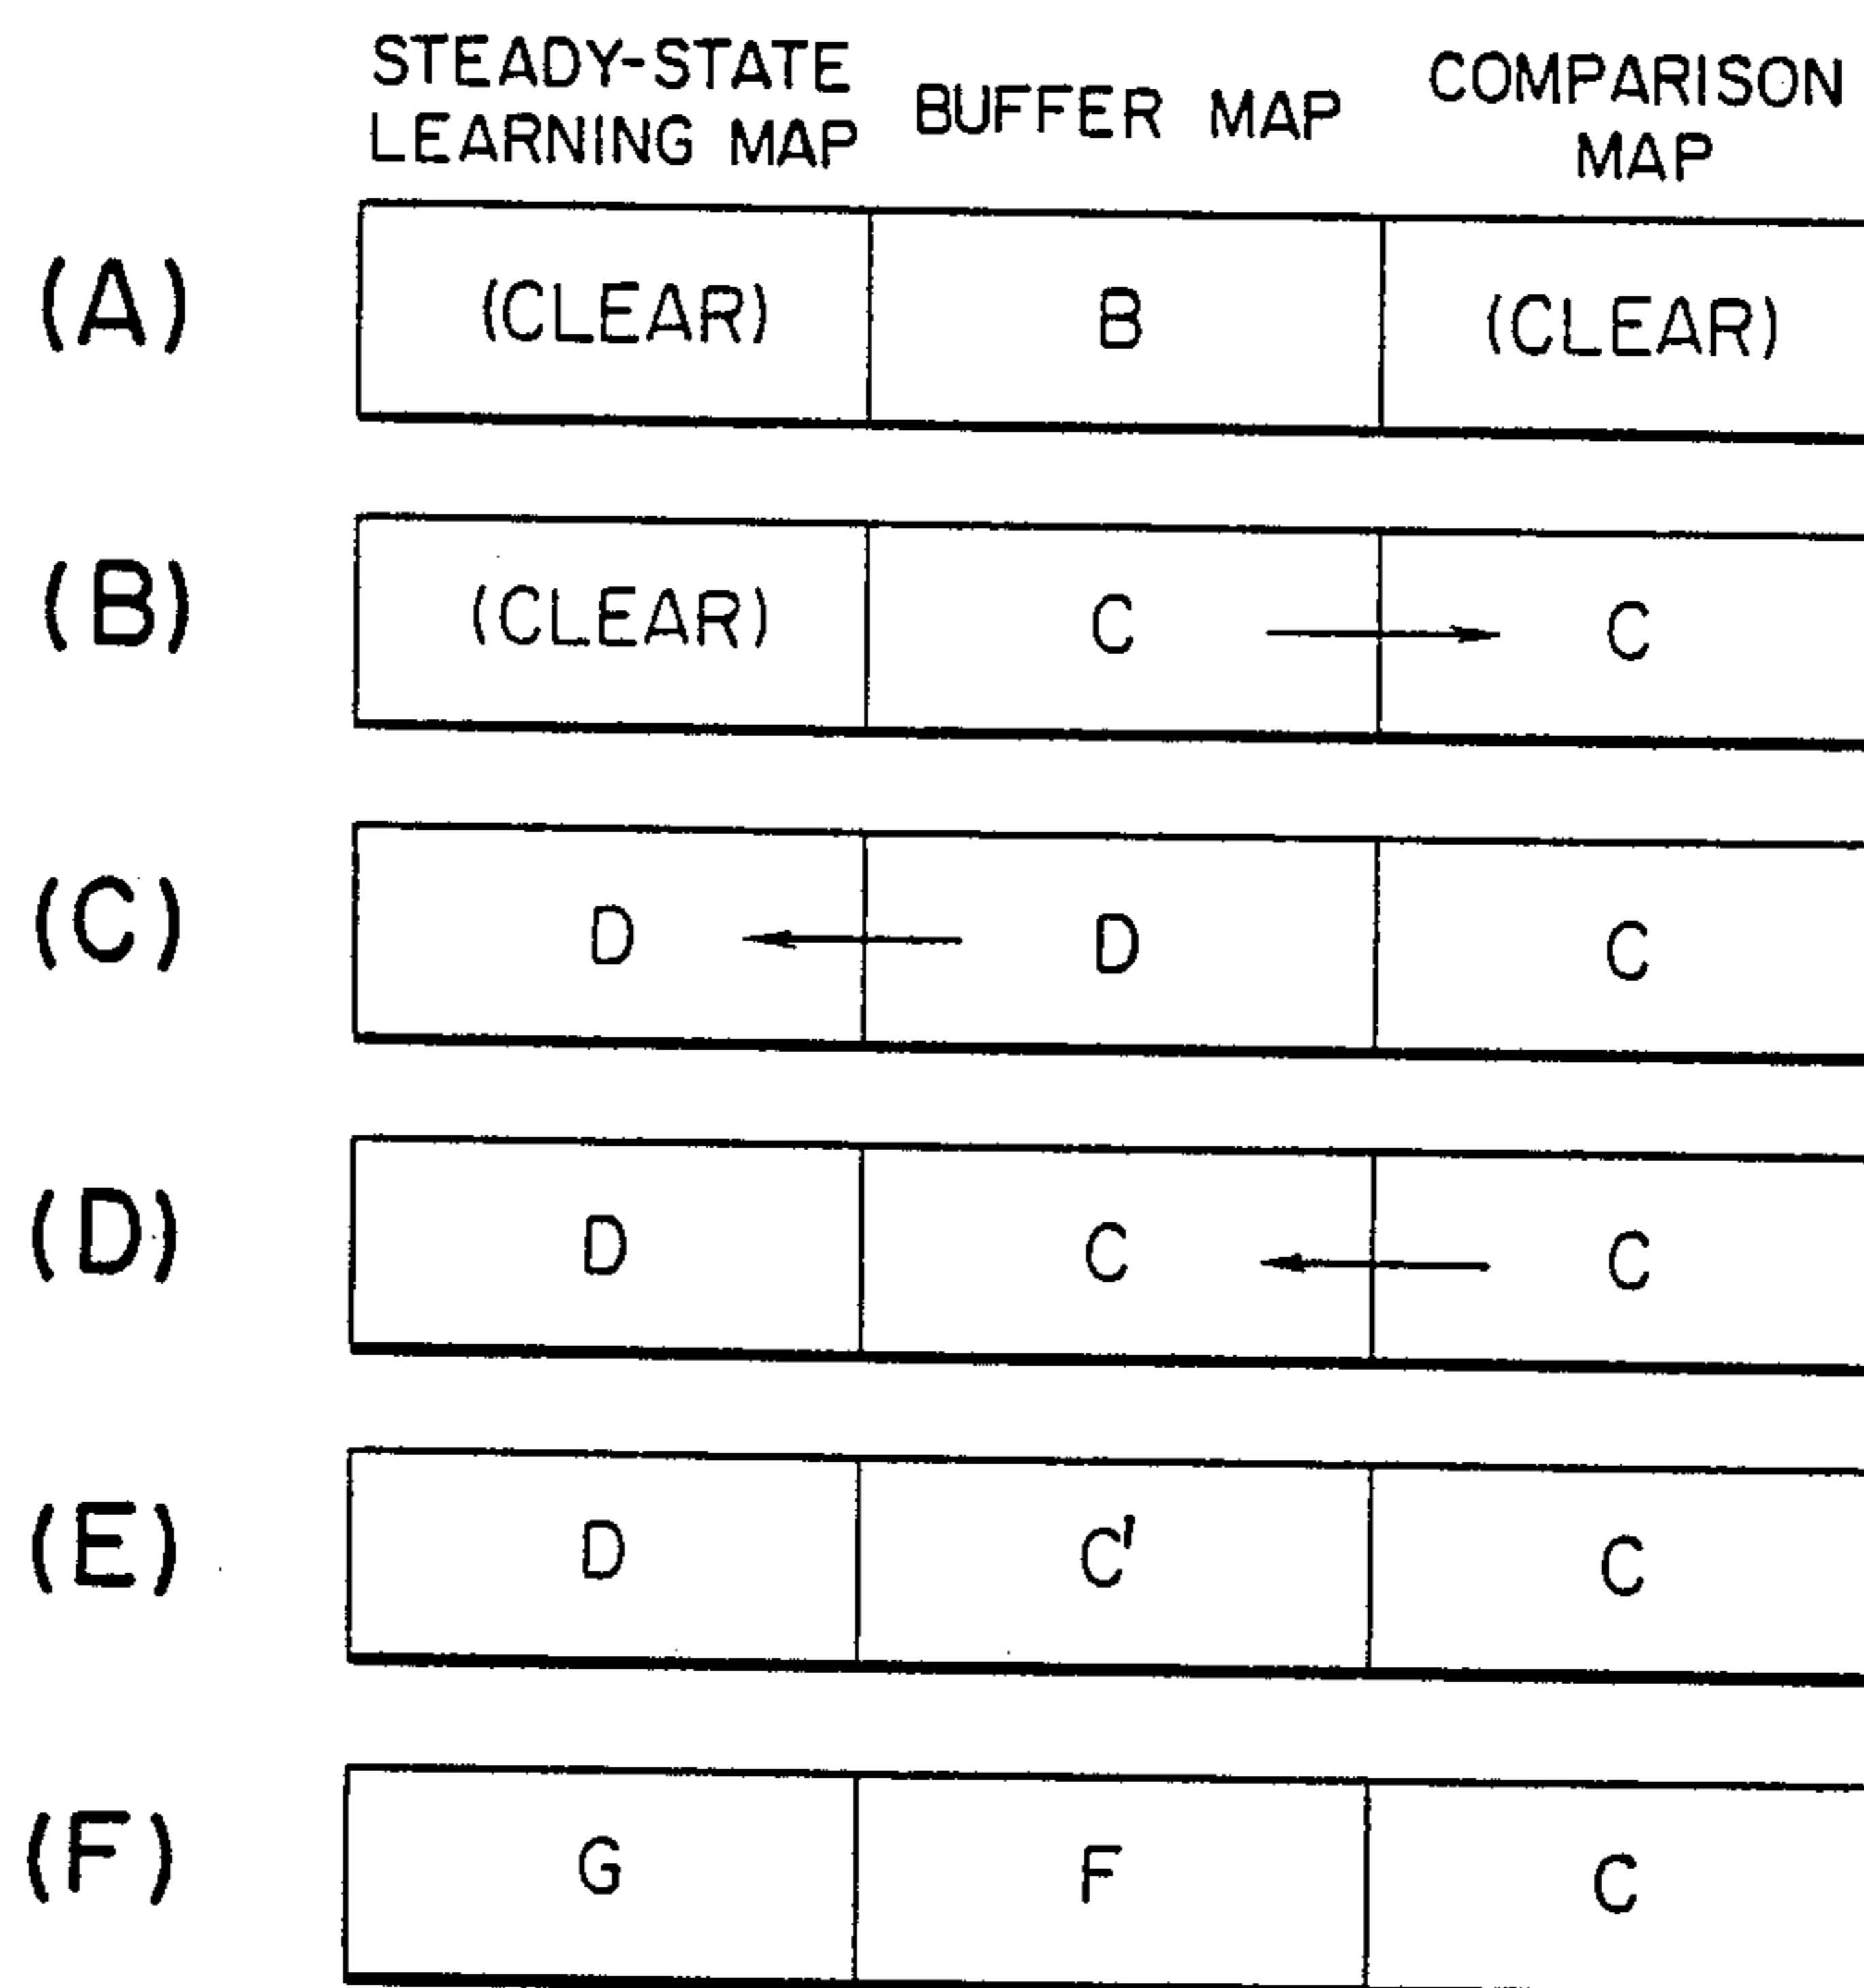 STEADY-STATE
LEARNING MAP
BUFFER MAP
COMPARISON
MAP
(A) (CLEAR) B (CLEAR)
(B) (CLEAR) C C
(C) D D C
(D) D C C
(E) D C' C
(F) G F C